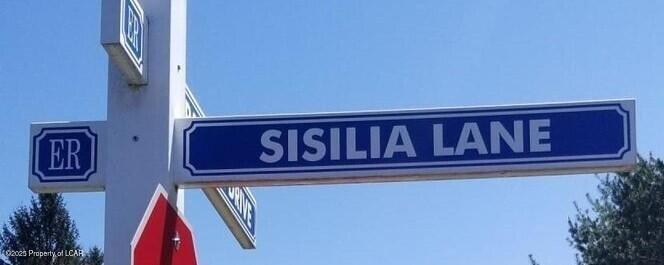 ER
ER
SISILIA LANE
DRIVE
©2025 Property of LCAR